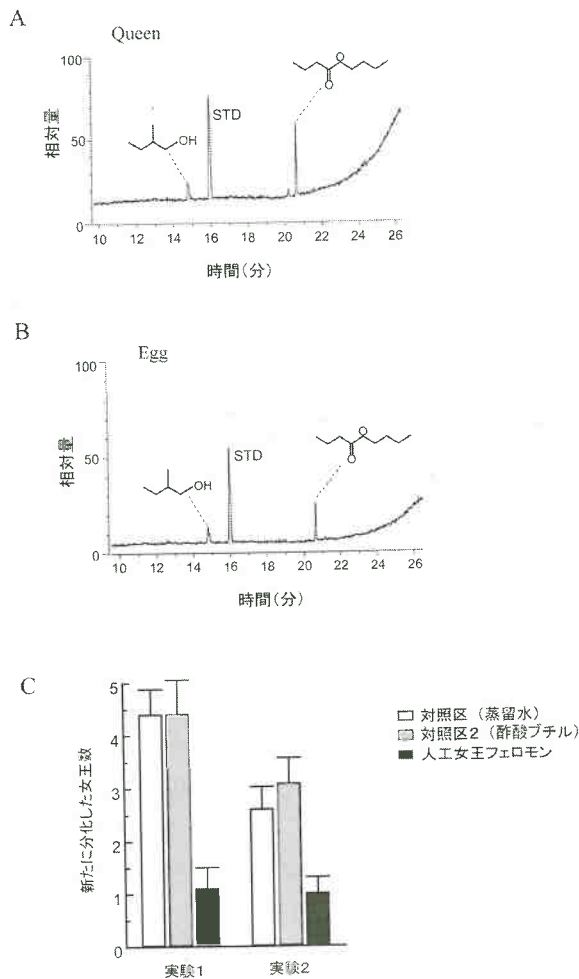 A
Queen
相対量
100
50
0
OH
STD
O
O
10 12 14 16 18 20 22 24 26
時間(分)
B
Egg
相対量
100
50
0
OH
STD
O
O
10 12 14 16 18 20 22 24 26
時間(分)
C
新たに分化した女王数
5
4
3
2
1
0
対照区(蒸留水)
対照区2(酢酸ブチル)
人工女王フェロモン
実験1 実験2